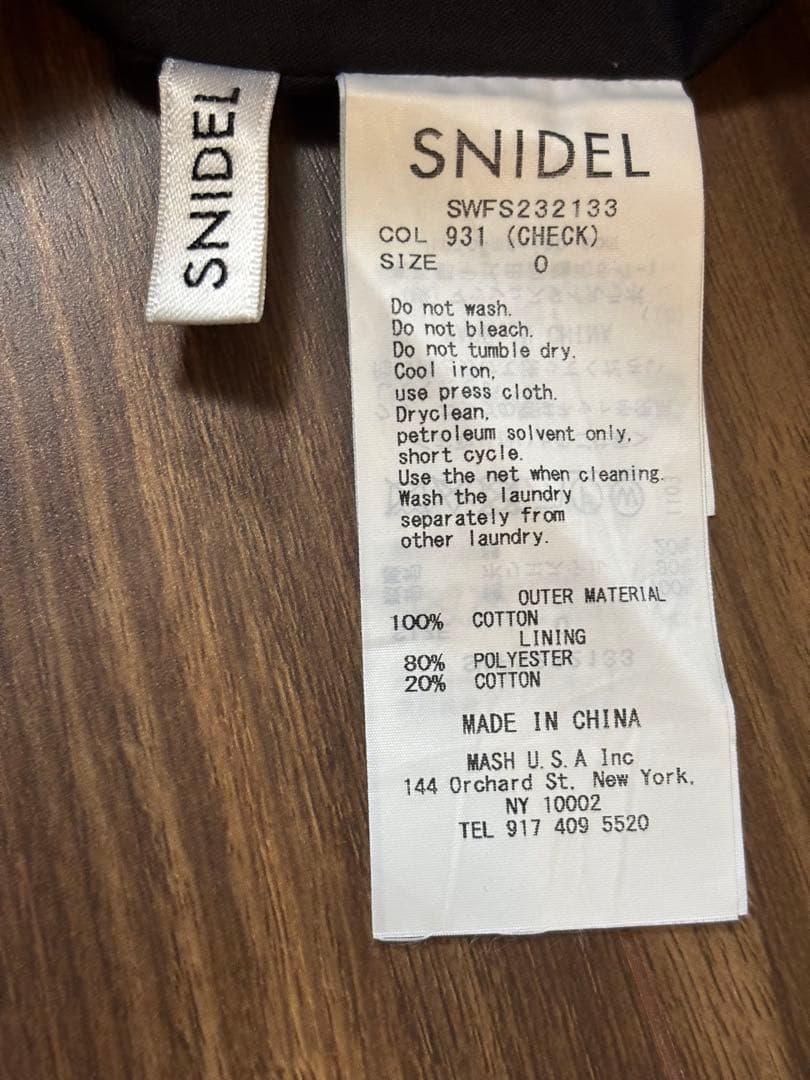 SNIDEL
SNIDEL
SWFS232133
COL 931 (CHECK)
SIZE 0
Do not wash.
Do not bleach.
Do not tumble dry.
Cool iron,
use press cloth.
Dryclean,
petroleum solvent only,
short cycle.
Use the net when cleaning.
Wash the laundry
separately from
other laundry.
OUTER MATERIAL
100% COTTON
LINING
80% POLYESTER
20% COTTON
MADE IN CHINA
MASH U.S.A Inc
144 Orchard St, New York,
NY 10002
TEL 917 409 5520